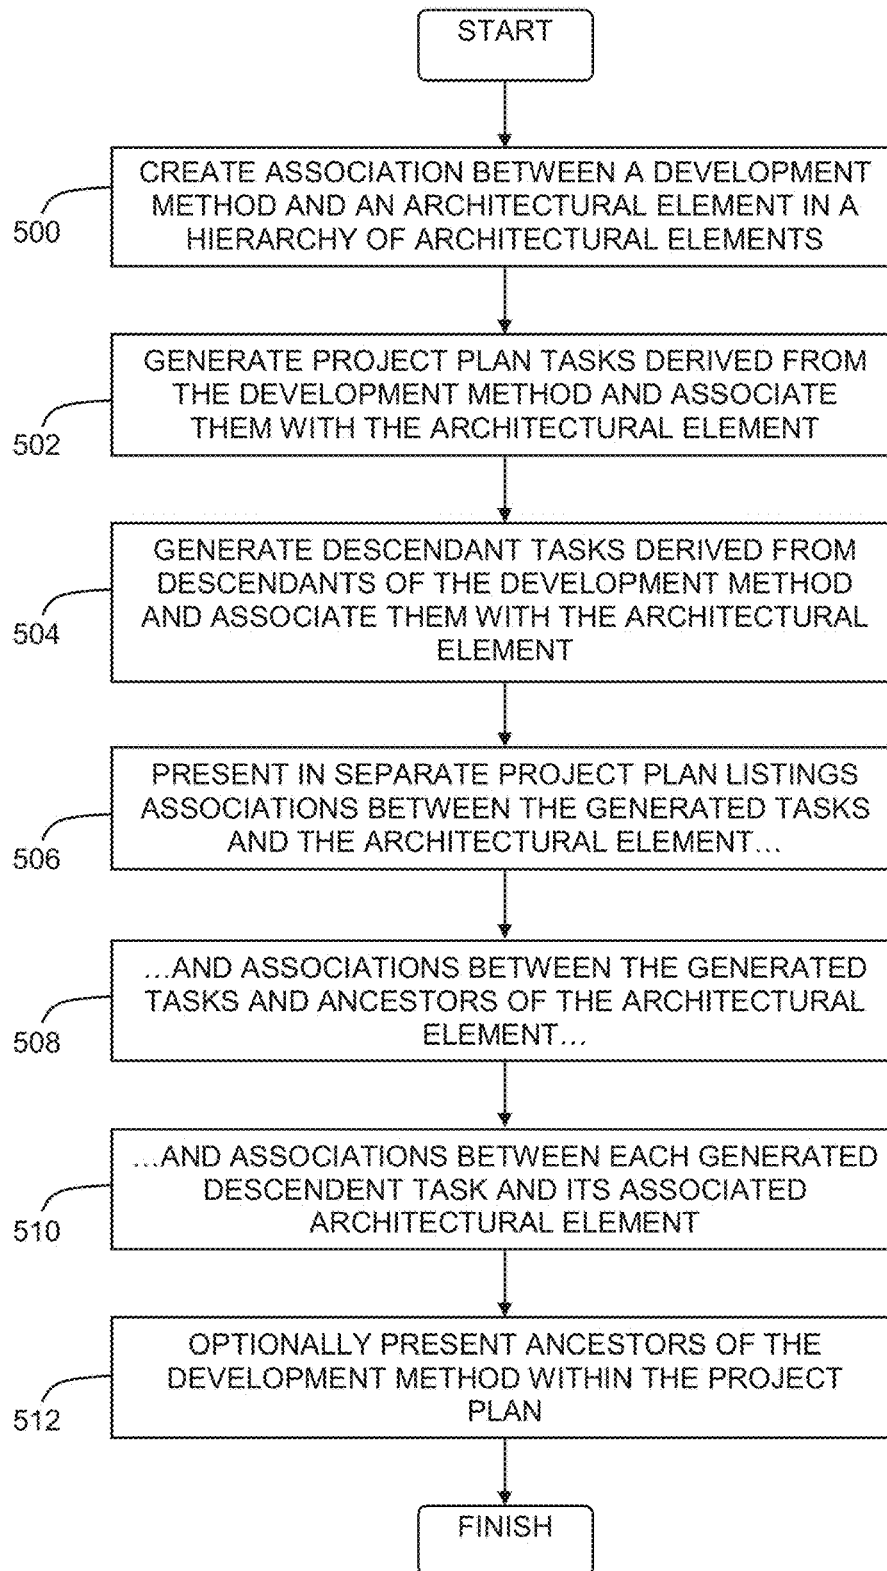 START
CREATE ASSOCIATION BETWEEN A DEVELOPMENT
METHOD AND AN ARCHITECTURAL ELEMENT IN A
HIERARCHY OF ARCHITECTURAL ELEMENTS
500
GENERATE PROJECT PLAN TASKS DERIVED FROM
THE DEVELOPMENT METHOD AND ASSOCIATE
THEM WITH THE ARCHITECTURAL ELEMENT
502
GENERATE DESCENDANT TASKS DERIVED FROM
DESCENDANTS OF THE DEVELOPMENT METHOD
AND ASSOCIATE THEM WITH THE ARCHITECTURAL
ELEMENT
504
PRESENT IN SEPARATE PROJECT PLAN LISTINGS
ASSOCIATIONS BETWEEN THE GENERATED TASKS
AND THE ARCHITECTURAL ELEMENT...
506
...AND ASSOCIATIONS BETWEEN THE GENERATED
TASKS AND ANCESTORS OF THE ARCHITECTURAL
ELEMENT...
508
...AND ASSOCIATIONS BETWEEN EACH GENERATED
DESCENDENT TASK AND ITS ASSOCIATED
ARCHITECTURAL ELEMENT
510
OPTIONALLY PRESENT ANCESTORS OF THE
DEVELOPMENT METHOD WITHIN THE PROJECT
PLAN
512
FINISH